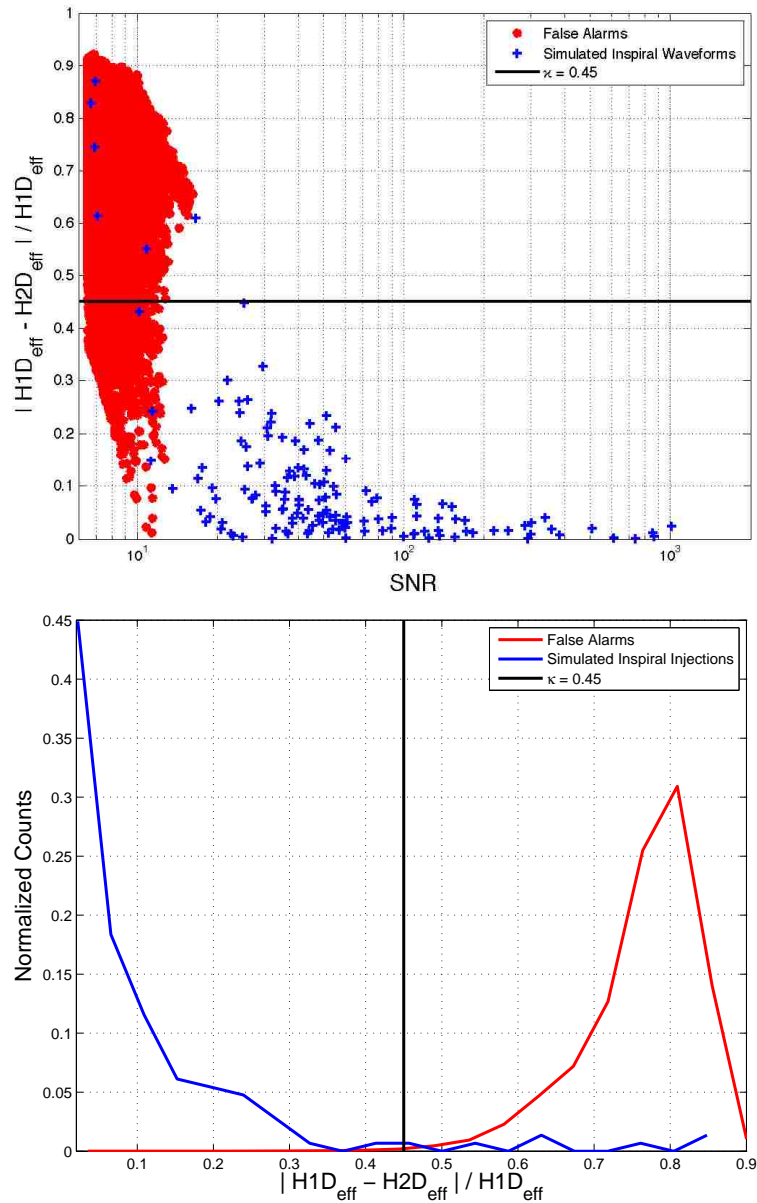 1
0.9
0.8
0.7
0.6
0.5
0.4
0.3
0.2
0.1
0
| H1D_eff - H2D_eff | / H1D_eff
False Alarms
Simulated Inspiral Waveforms
κ = 0.45
10^1
10^2
10^3
SNR
0.45
0.4
0.35
0.3
0.25
0.2
0.15
0.1
0.05
0
Normalized Counts
False Alarms
Simulated Inspiral Injections
κ = 0.45
0.1 0.2 0.3 0.4 0.5 0.6 0.7 0.8 0.9
| H1D_eff − H2D_eff | / H1D_eff